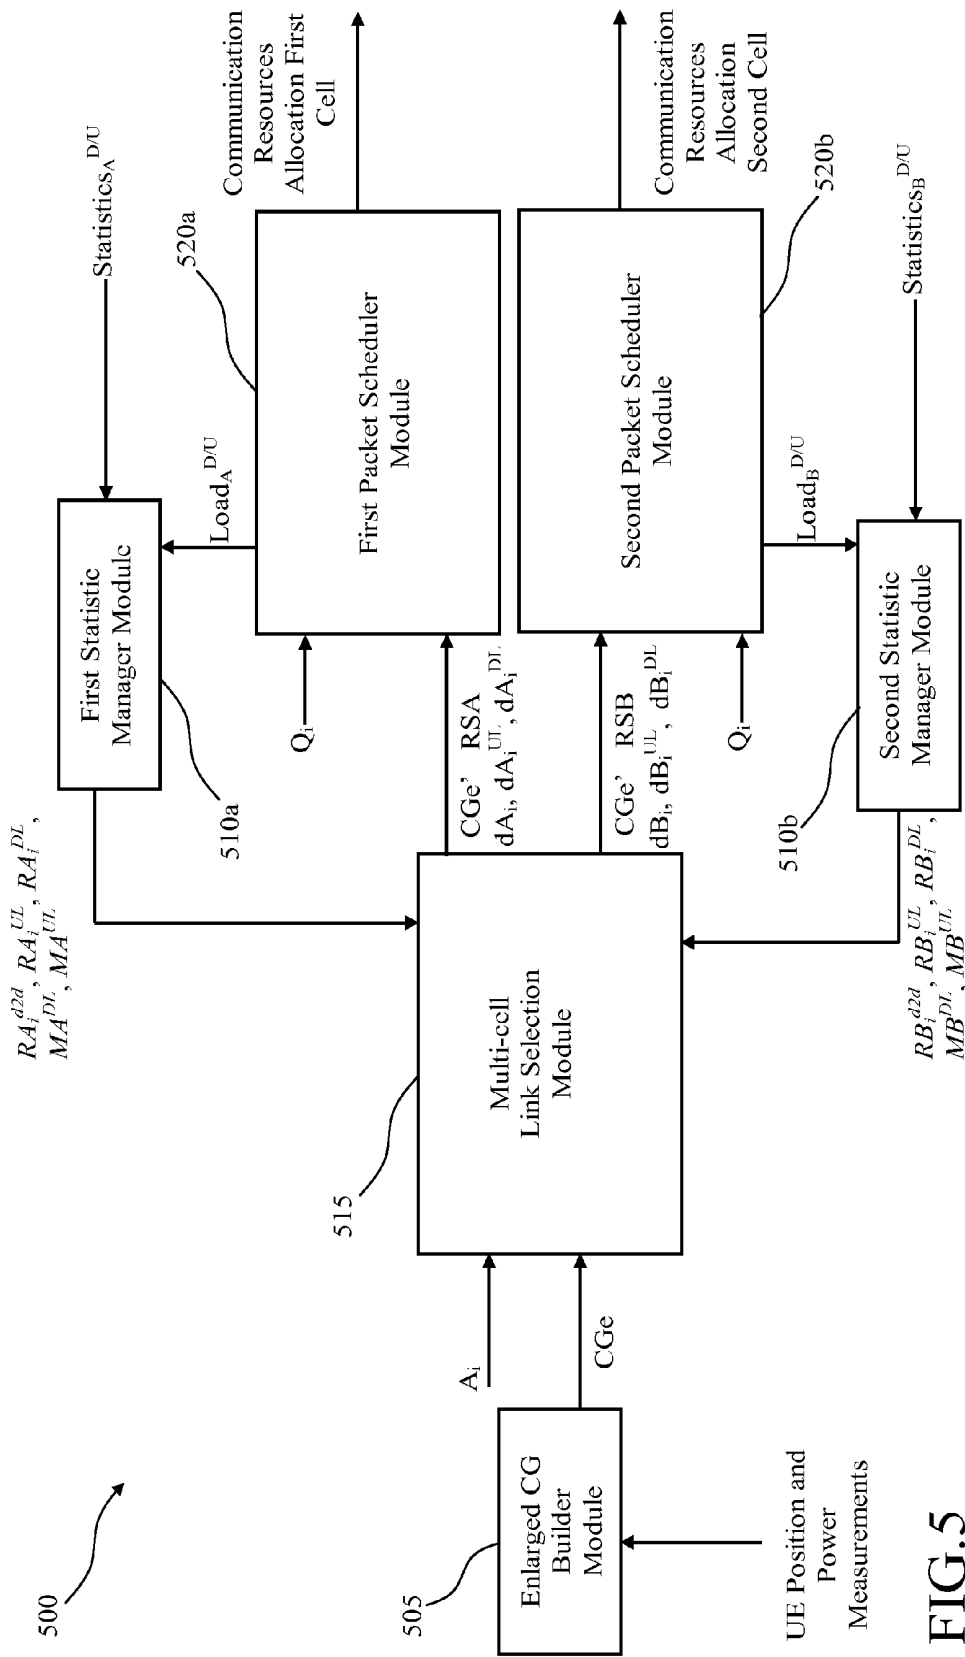 500
505
Enlarged CG
Builder
Module
UE Position and
Power
Measurements
A_i
CGe
515
Multi-cell
Link Selection
Module
RA_i^{d2d}, RA_i^{UL}, RA_i^{DL},
MA^{DL}, MA^{UL}
RB_i^{d2d}, RB_i^{UL}, RB_i^{DL},
MB^{DL}, MB^{UL}
510a
First Statistic
Manager Module
510b
Second Statistic
Manager Module
CGe' RSA
dA_i, dA_i^{UL}, dA_i^{DL}
CGe' RSB
dB_i, dB_i^{UL}, dB_i^{DL}
Q_i
Q_i
Load_A^{D/U}
Load_B^{D/U}
520a
First Packet Scheduler
Module
Second Packet Scheduler
Module
520b
Statistics_A^{D/U}
Statistics_B^{D/U}
Communication
Resources
Allocation First
Cell
Communication
Resources
Allocation
Second Cell
FIG.5